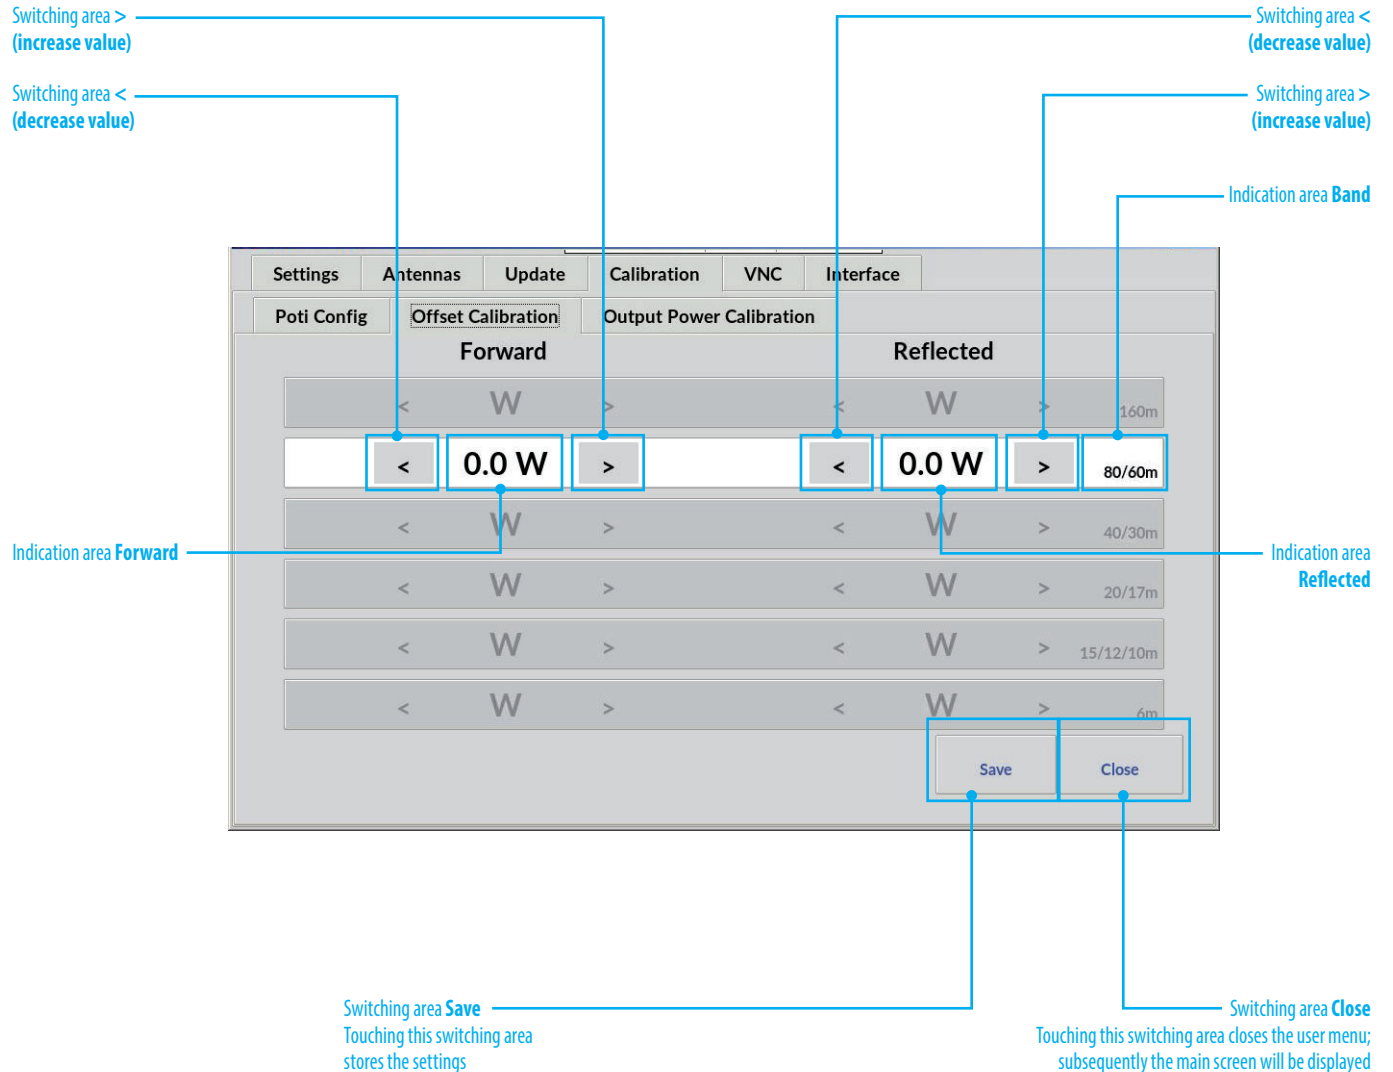 Switching area >
(increase value)
Switching area <
(decrease value)
Switching area <
(decrease value)
Switching area >
(increase value)
Indication area Band
Settings Antennas Update Calibration VNC Interface
Poti Config Offset Calibration Output Power Calibration
Forward Reflected
< W > < W > 160m
< 0.0 W > < 0.0 W > 80/60m
< W > < W > 40/30m
Indication area Forward
Indication area
Reflected
< W > < W > 20/17m
< W > < W > 15/12/10m
< W > < W > 6m
Save Close
Switching area Save
Touching this switching area
stores the settings
Switching area Close
Touching this switching area closes the user menu;
subsequently the main screen will be displayed